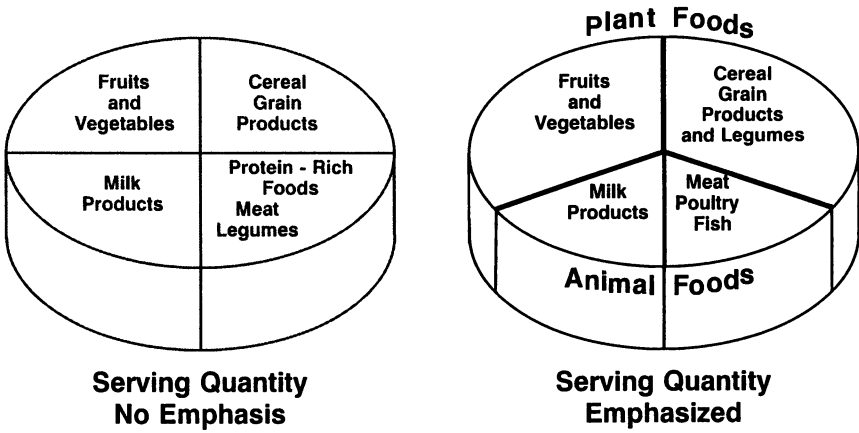 Fruits
and
Vegetables
Cereal
Grain
Products
Milk
Products
Protein - Rich
Foods
Meat
Legumes
Serving Quantity
No Emphasis
Plant Foods
Fruits
and
Vegetables
Cereal
Grain
Products
and Legumes
Milk
Products
Meat
Poultry
Fish
Animal Foods
Serving Quantity
Emphasized